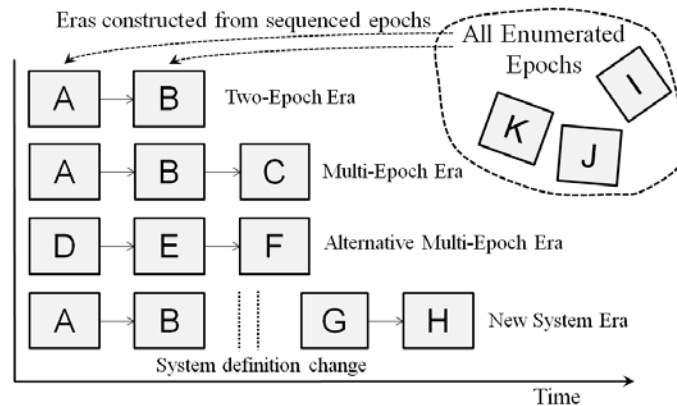 Eras constructed from sequenced epochs
All Enumerated
Epochs
I
K
J
A
B
Two-Epoch Era
A
B
C
Multi-Epoch Era
D
E
F
Alternative Multi-Epoch Era
A
B
G
H
New System Era
System definition change
Time